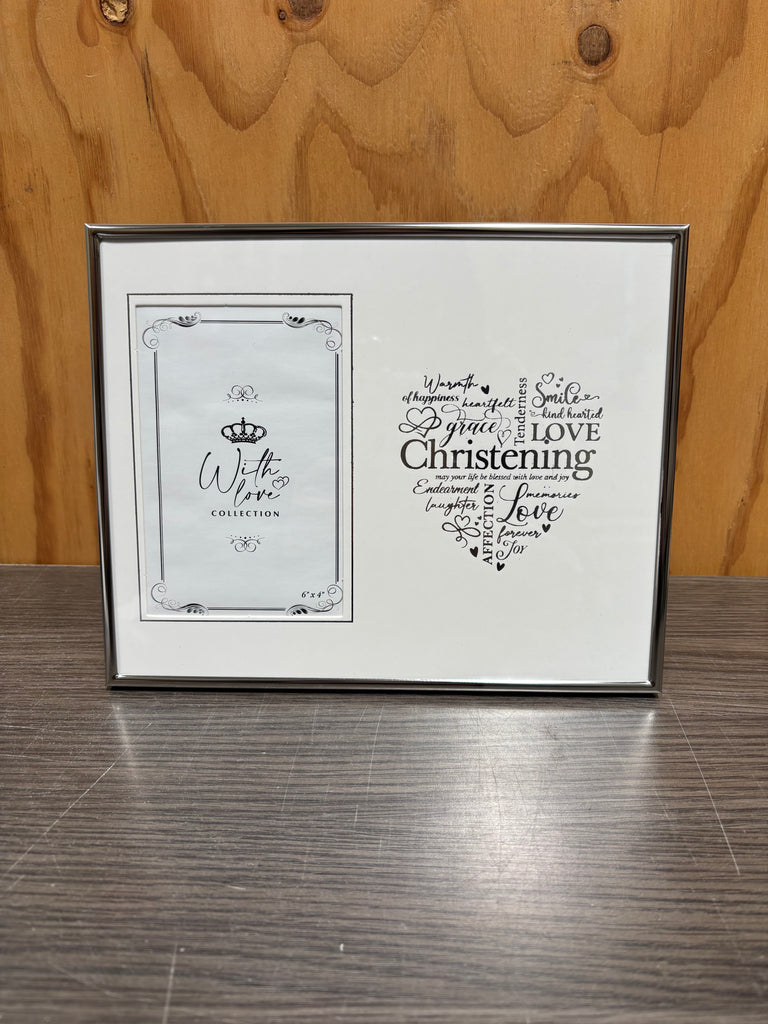 With
love
COLLECTION
6" x 4"
Warmth
of happiness heartfelt
grace
Tenderness
Smile
kind hearted
LOVE
Christening
may your life be blessed with love and joy
Endearment
laughter
AFFECTION
memories
Love
forever
Joy